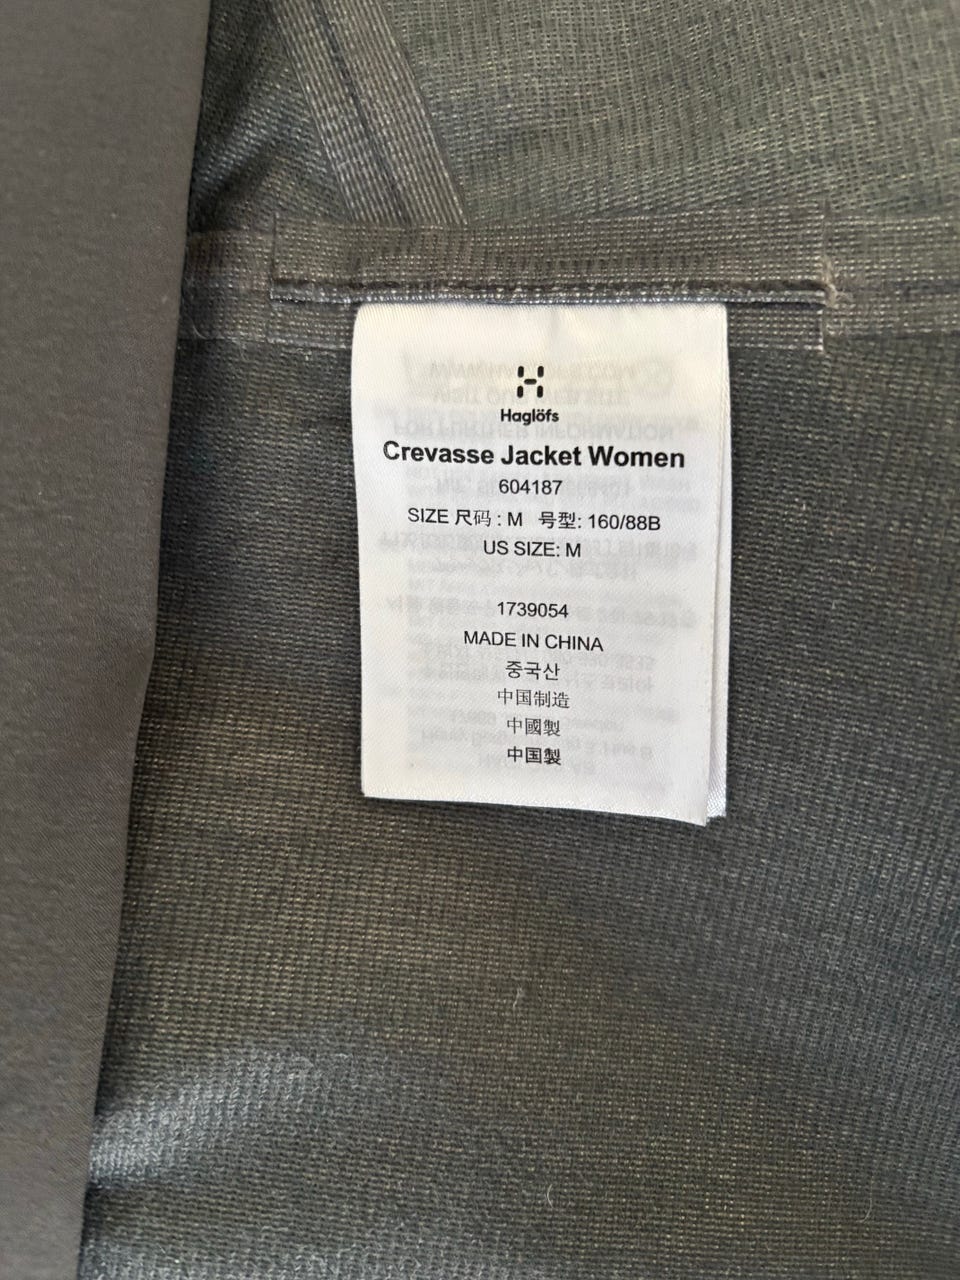 Haglöfs
Crevasse Jacket Women
604187
SIZE 尺码 : M 号型: 160/88B
US SIZE: M
1739054
MADE IN CHINA
중국산
中国制造
中國製
中国製